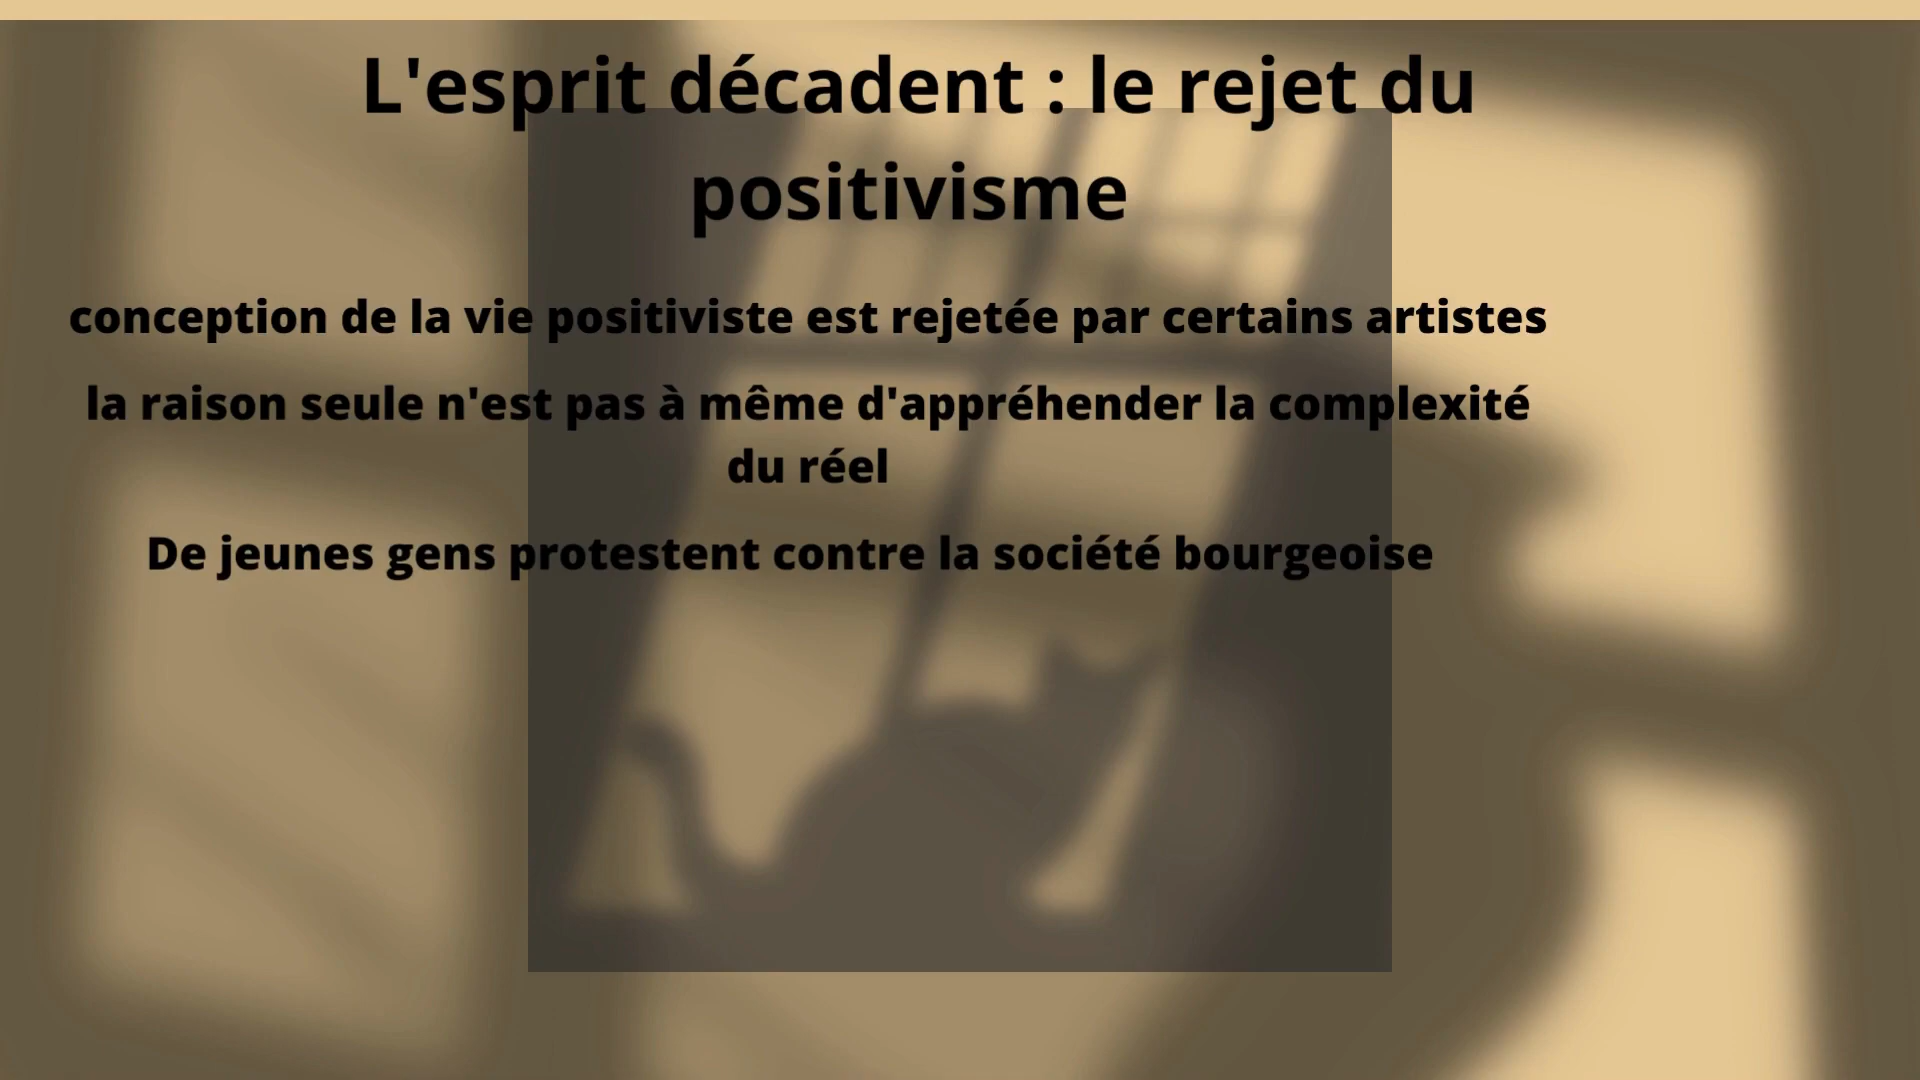 L'esprit décadent : le rejet du
positivisme
conception de la vie positiviste est rejetée par certains artistes
la raison seule n'est pas à même d'appréhender la complexité
du réel
De jeunes gens protestent contre la société bourgeoise